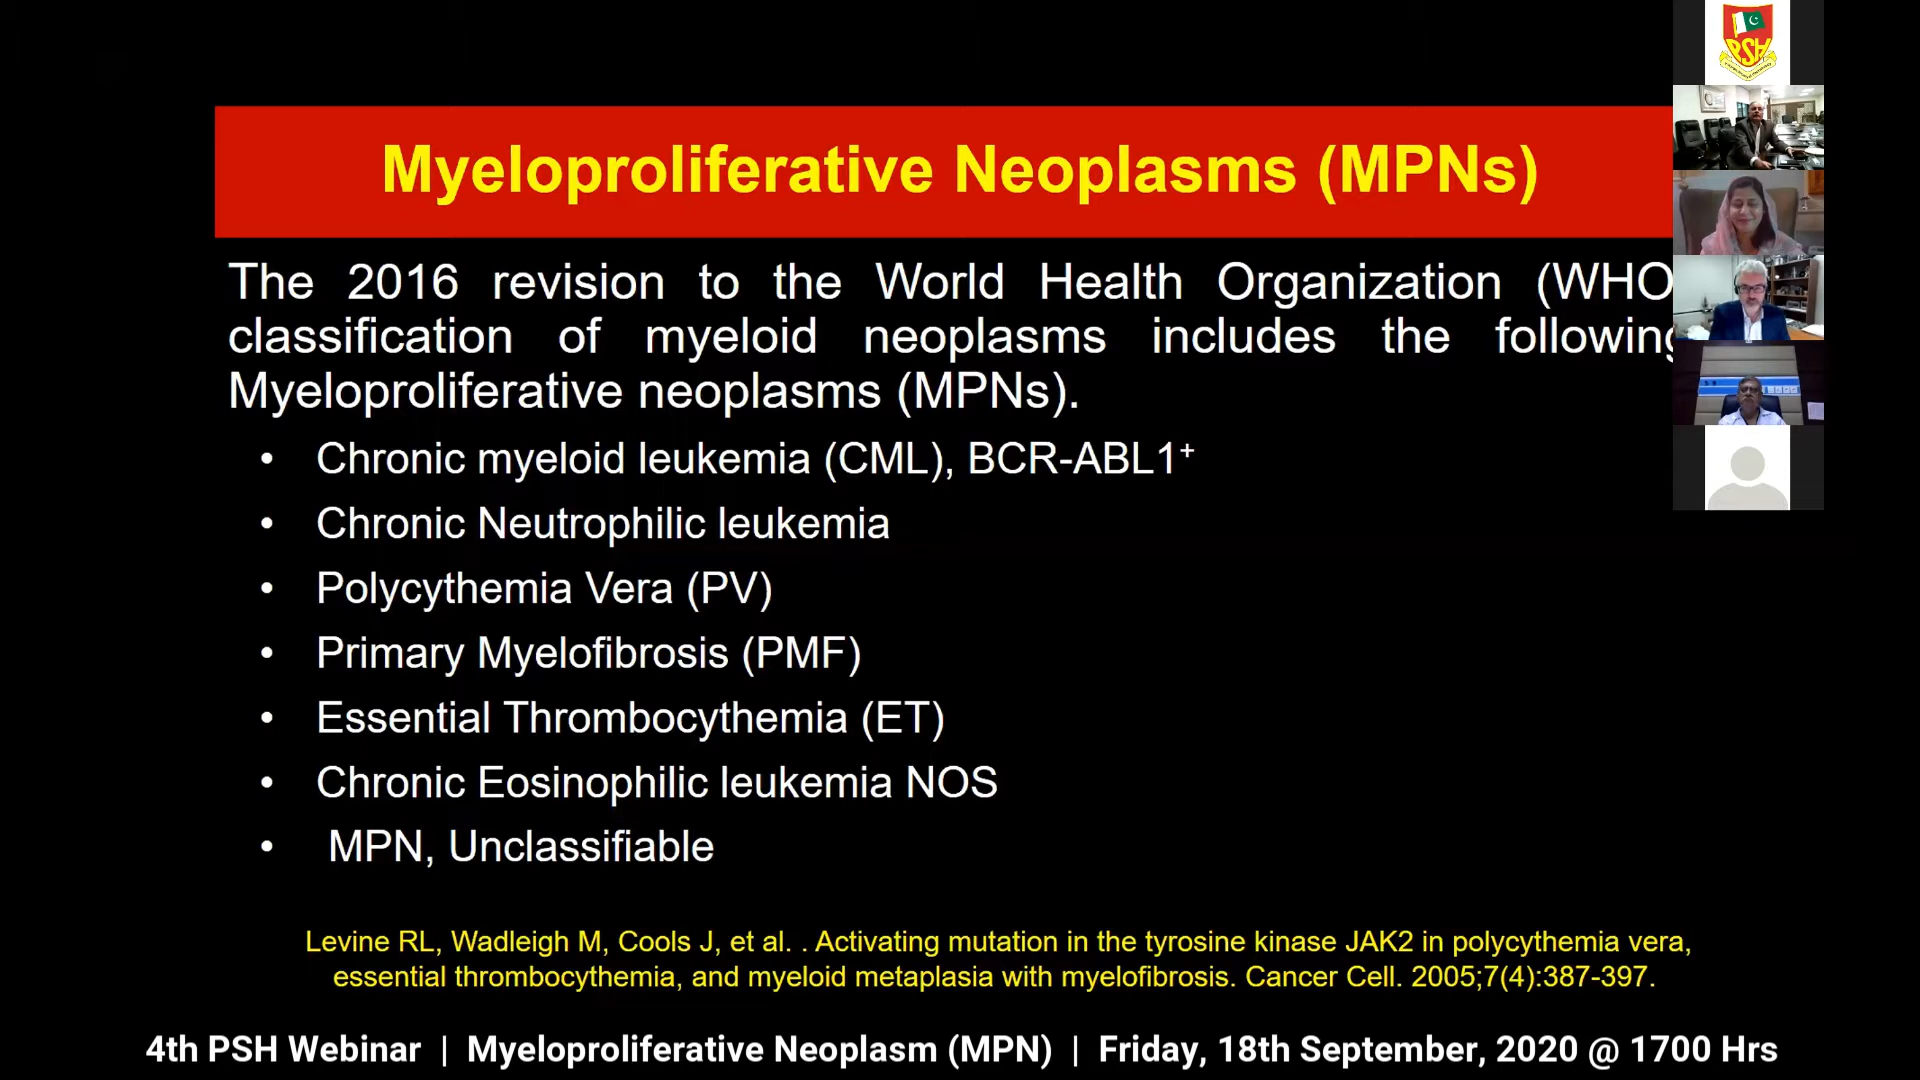 Myeloproliferative Neoplasms (MPNs)
The 2016 revision to the World Health Organization (WHO
classification of myeloid neoplasms includes the following
Myeloproliferative neoplasms (MPNs).
• Chronic myeloid leukemia (CML), BCR-ABL1⁺
• Chronic Neutrophilic leukemia
• Polycythemia Vera (PV)
• Primary Myelofibrosis (PMF)
• Essential Thrombocythemia (ET)
• Chronic Eosinophilic leukemia NOS
• MPN, Unclassifiable
Levine RL, Wadleigh M, Cools J, et al. . Activating mutation in the tyrosine kinase JAK2 in polycythemia vera,
essential thrombocythemia, and myeloid metaplasia with myelofibrosis. Cancer Cell. 2005;7(4):387-397.
4th PSH Webinar | Myeloproliferative Neoplasm (MPN) | Friday, 18th September, 2020 @ 1700 Hrs
PSH